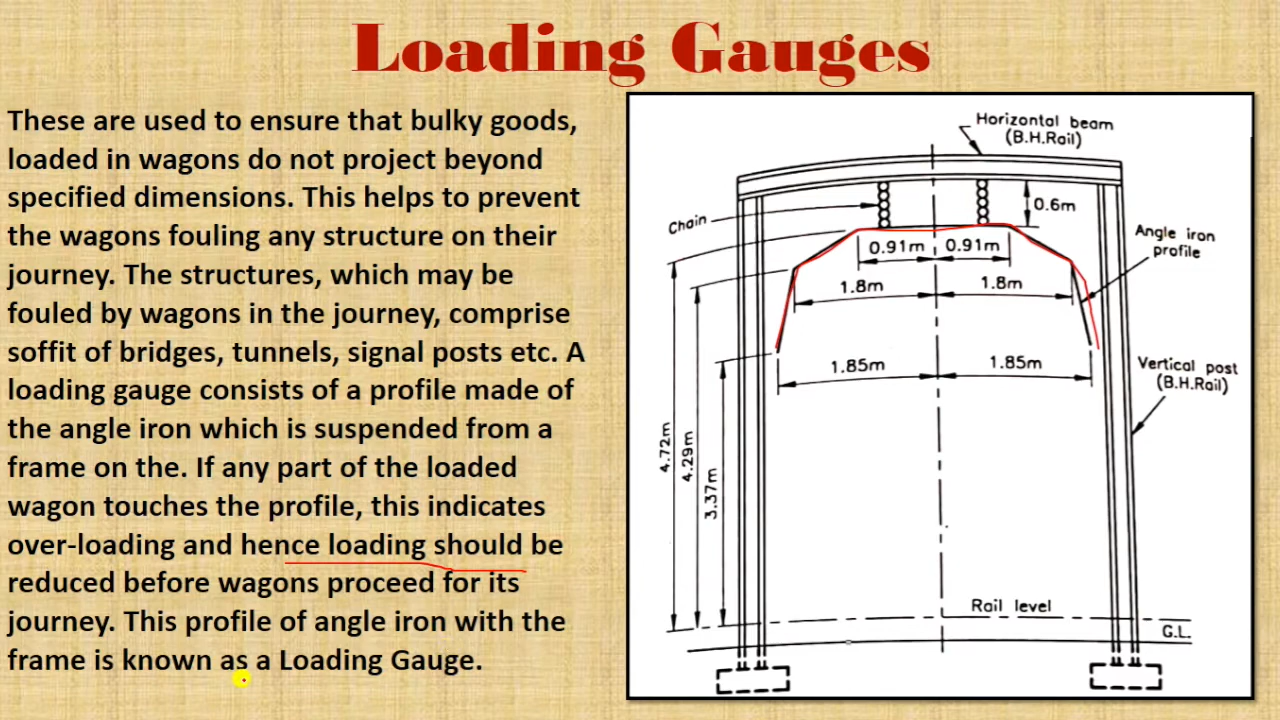 Loading Gauges
These are used to ensure that bulky goods,
loaded in wagons do not project beyond
specified dimensions. This helps to prevent
the wagons fouling any structure on their
journey. The structures, which may be
fouled by wagons in the journey, comprise
soffit of bridges, tunnels, signal posts etc. A
loading gauge consists of a profile made of
the angle iron which is suspended from a
frame on the. If any part of the loaded
wagon touches the profile, this indicates
over-loading and hence loading should be
reduced before wagons proceed for its
journey. This profile of angle iron with the
frame is known as a Loading Gauge.
Horizontal beam
(B.H.Rail)
Chain
0.6m
Angle iron
profile
0.91m 0.91m
1.8m 1.8m
1.85m 1.85m
Vertical post
(B.H.Rail)
4.72m
4.29m
3.37m
Rail level
G.L.